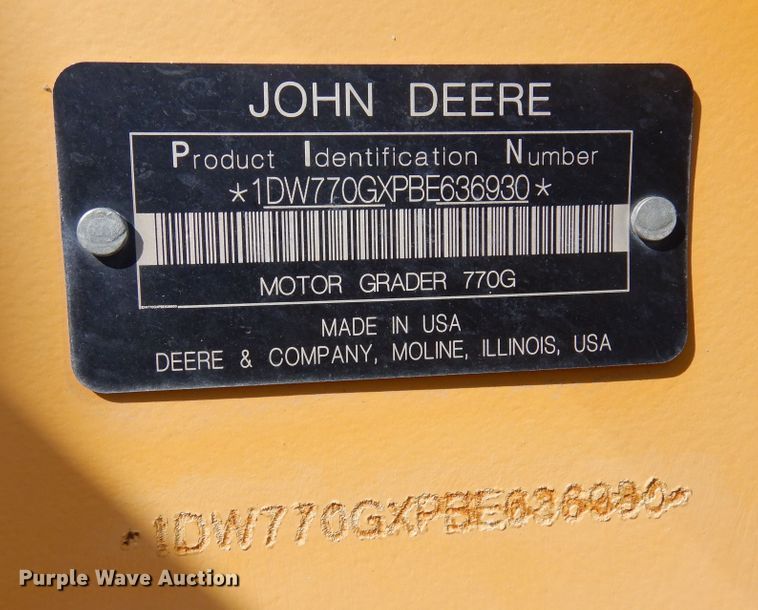 JOHN DEERE
Product Identification Number
*1DW770GXPBE636930*
MOTOR GRADER 770G
1DW770GXPBE636930
MADE IN USA
DEERE & COMPANY, MOLINE, ILLINOIS, USA
*1DW770GXPBE636930*
Purple Wave Auction